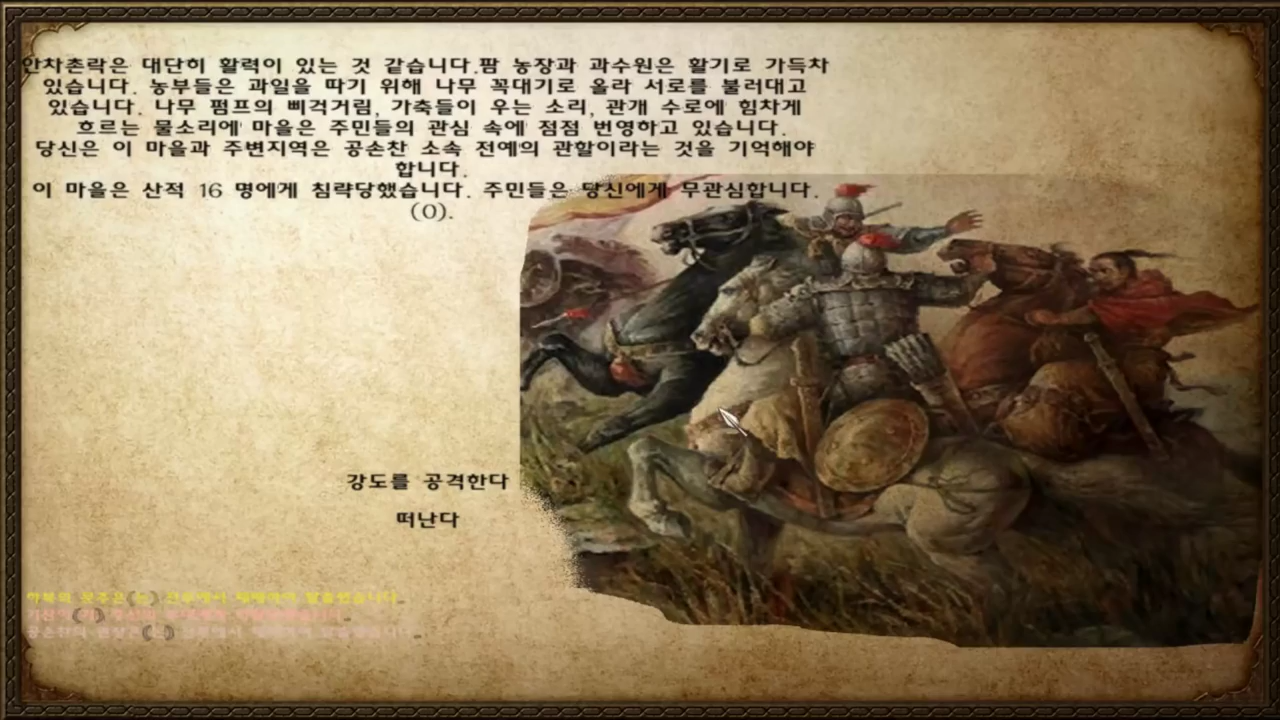 안차촌락은 대단히 활력이 있는 것 같습니다.팜 농장과 과수원은 활기로 가득차
있습니다. 농부들은 과일을 따기 위해 나무 꼭대기로 올라 서로를 불러대고
있습니다. 나무 펌프의 삐걱거림, 가축들이 우는 소리, 관개 수로에 힘차게
흐르는 물소리에 마을은 주민들의 관심 속에 점점 번영하고 있습니다.
당신은 이 마을과 주변지역은 공손찬 소속 전예의 관할이라는 것을 기억해야
합니다.
이 마을은 산적 16 명에게 침략당했습니다. 주민들은 당신에게 무관심합니다.
(0).
강도를 공격한다
떠난다